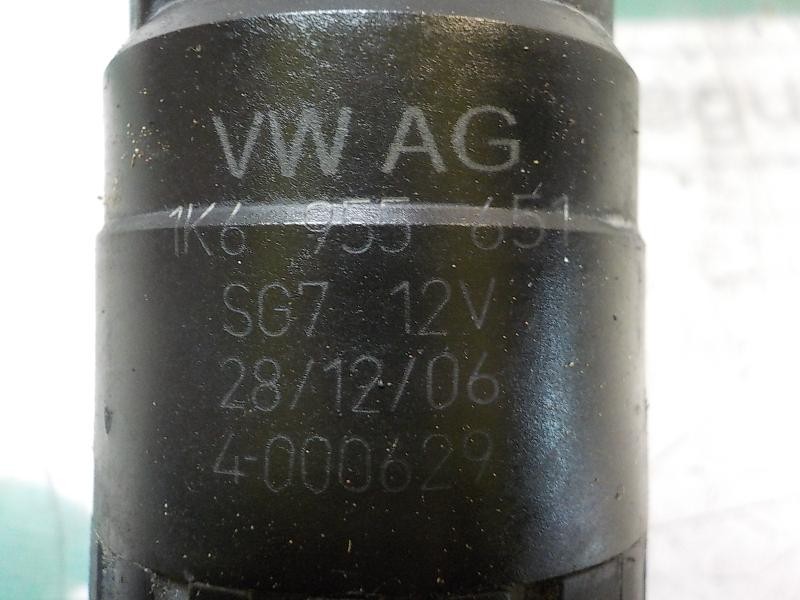 VW AG
1K6 955 651
SG7 12V
28/12/06
4-000629